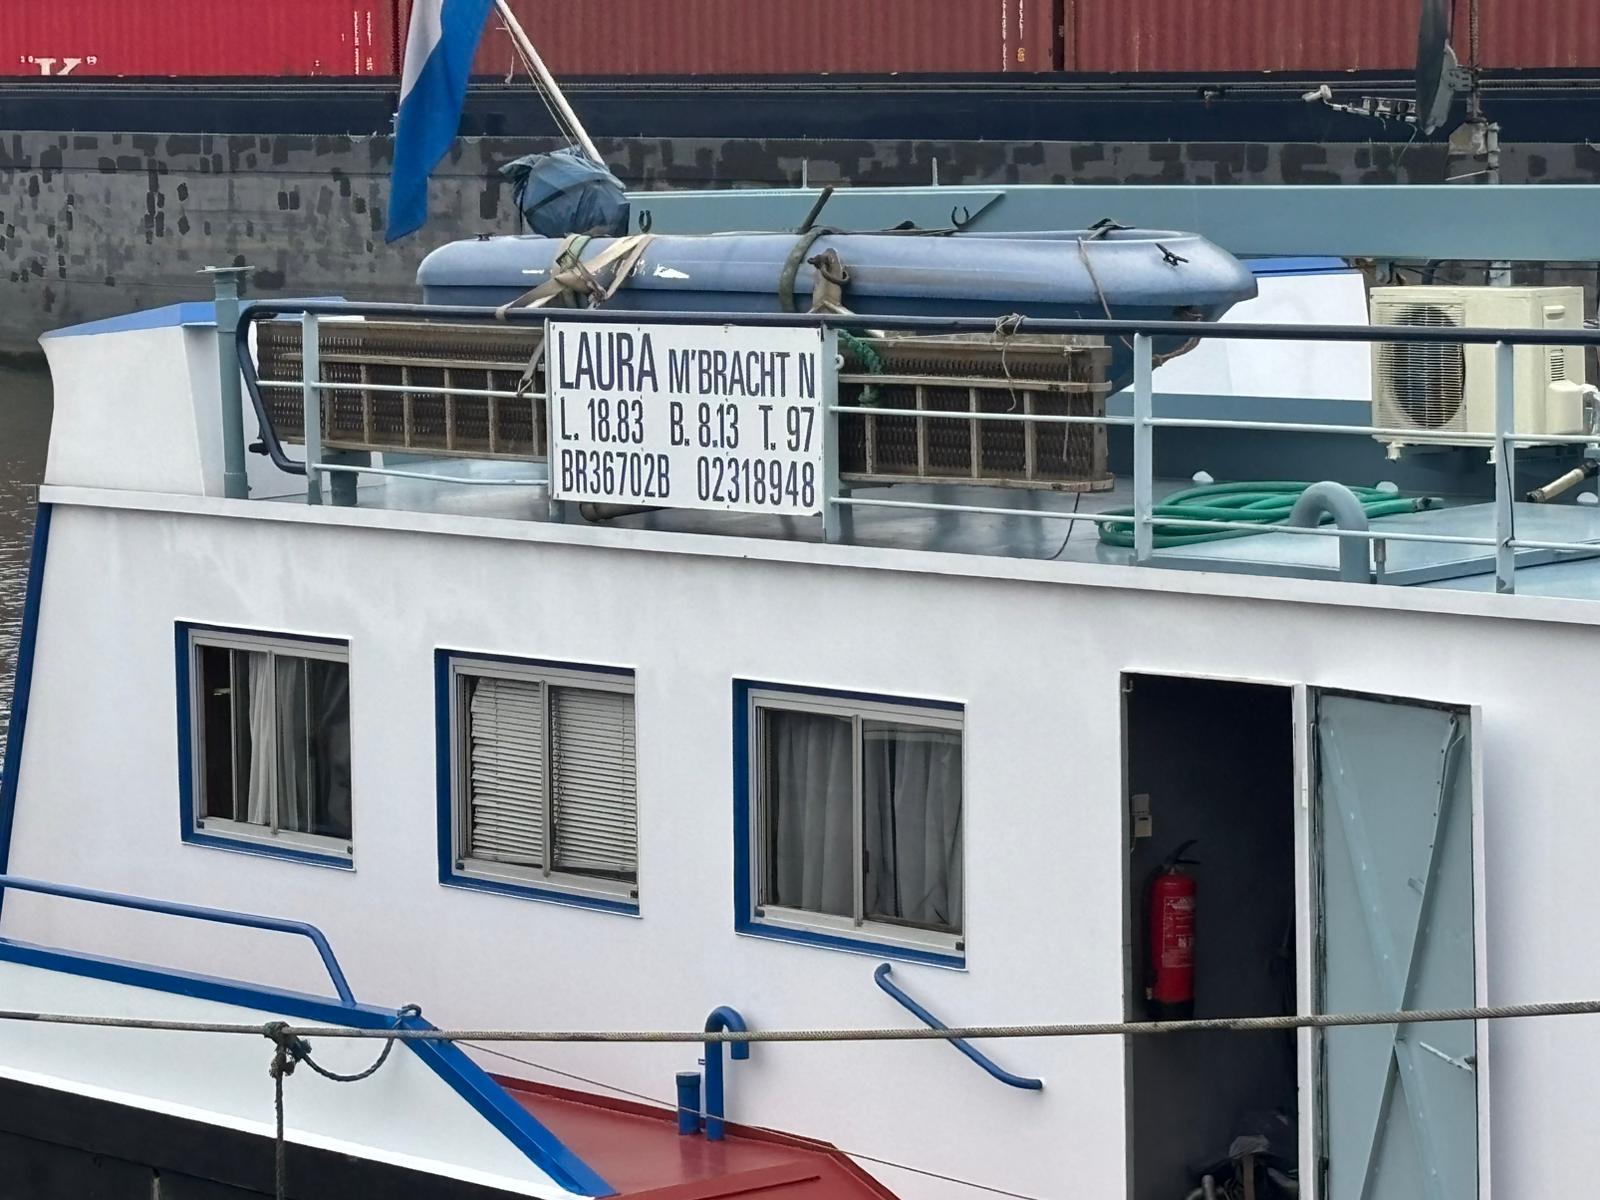 K
LAURA M'BRACHT N
L. 18.83 B. 8.13 T. 97
BR36702B 02318948